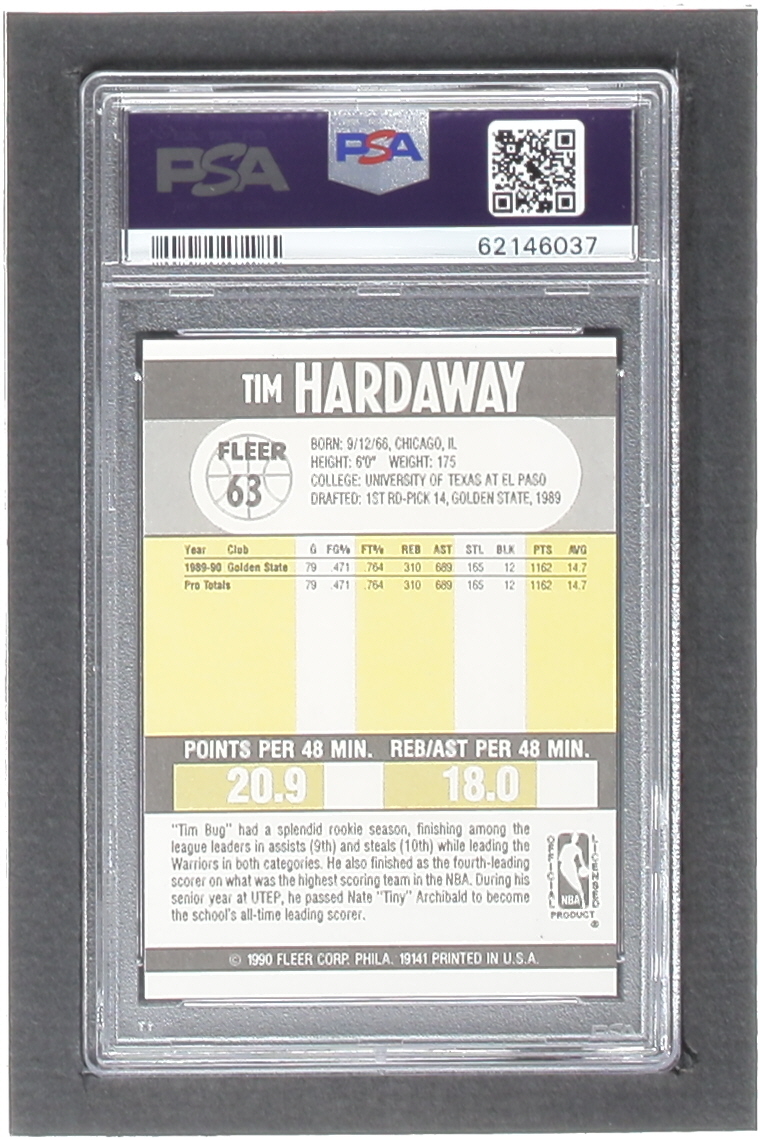 PSA PSA
62146037
TIM HARDAWAY
FLEER
63
BORN: 9/12/66, CHICAGO, IL
HEIGHT: 6'0" WEIGHT: 175
COLLEGE: UNIVERSITY OF TEXAS AT EL PASO
DRAFTED: 1ST RD-PICK 14, GOLDEN STATE, 1989
Year Club G FG% FT% REB AST STL BLK PTS AVG
1989-90 Golden State 79 .471 .764 310 689 165 12 1162 14.7
Pro Totals 79 .471 .764 310 689 165 12 1162 14.7
POINTS PER 48 MIN. REB/AST PER 48 MIN.
20.9 18.0
"Tim Bug" had a splendid rookie season, finishing among the
league leaders in assists (9th) and steals (10th) while leading the
Warriors in both categories. He also finished as the fourth-leading
scorer on what was the highest scoring team in the NBA. During his
senior year at UTEP, he passed Nate "Tiny" Archibald to become
the school's all-time leading scorer.
OFFICIAL
LICENSED
NBA
PRODUCT
®
© 1990 FLEER CORP. PHILA. 19141 PRINTED IN U.S.A.
PSA